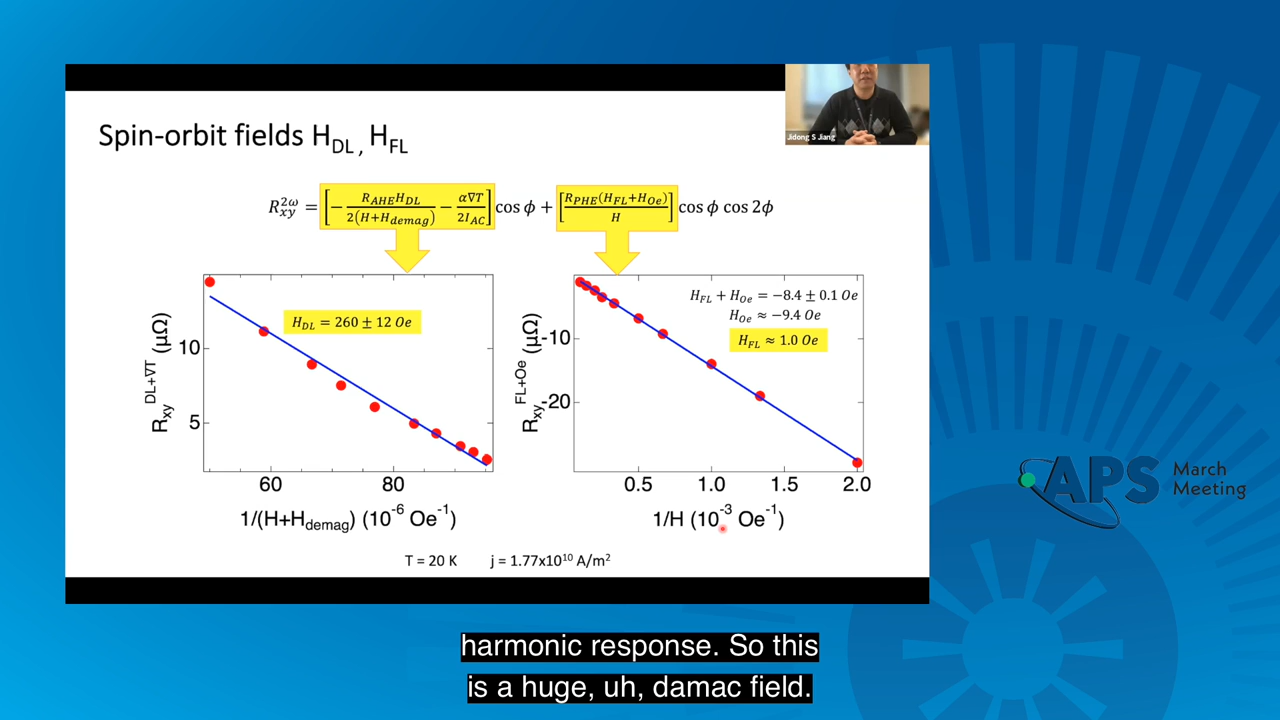 Jidong S Jiang
Spin-orbit fields H_DL , H_FL
R_xy^2ω = [− R_AHE H_DL / 2(H+H_demag) − α∇T / 2I_AC] cos ϕ + [R_PHE(H_FL+H_Oe) / H] cos ϕ cos 2ϕ
H_DL = 260 ± 12 Oe
10
5
R_xy^DL+∇T (μΩ)
60 80
1/(H+H_demag) (10^-6 Oe^-1)
H_FL + H_Oe = −8.4 ± 0.1 Oe
H_Oe ≈ −9.4 Oe
H_FL ≈ 1.0 Oe
-10
-20
R_xy^FL+Oe (μΩ)
0.5 1.0 1.5 2.0
1/H (10^-3 Oe^-1)
T = 20 K j = 1.77x10^10 A/m^2
APS March
Meeting
harmonic response. So this
is a huge, uh, damac field.